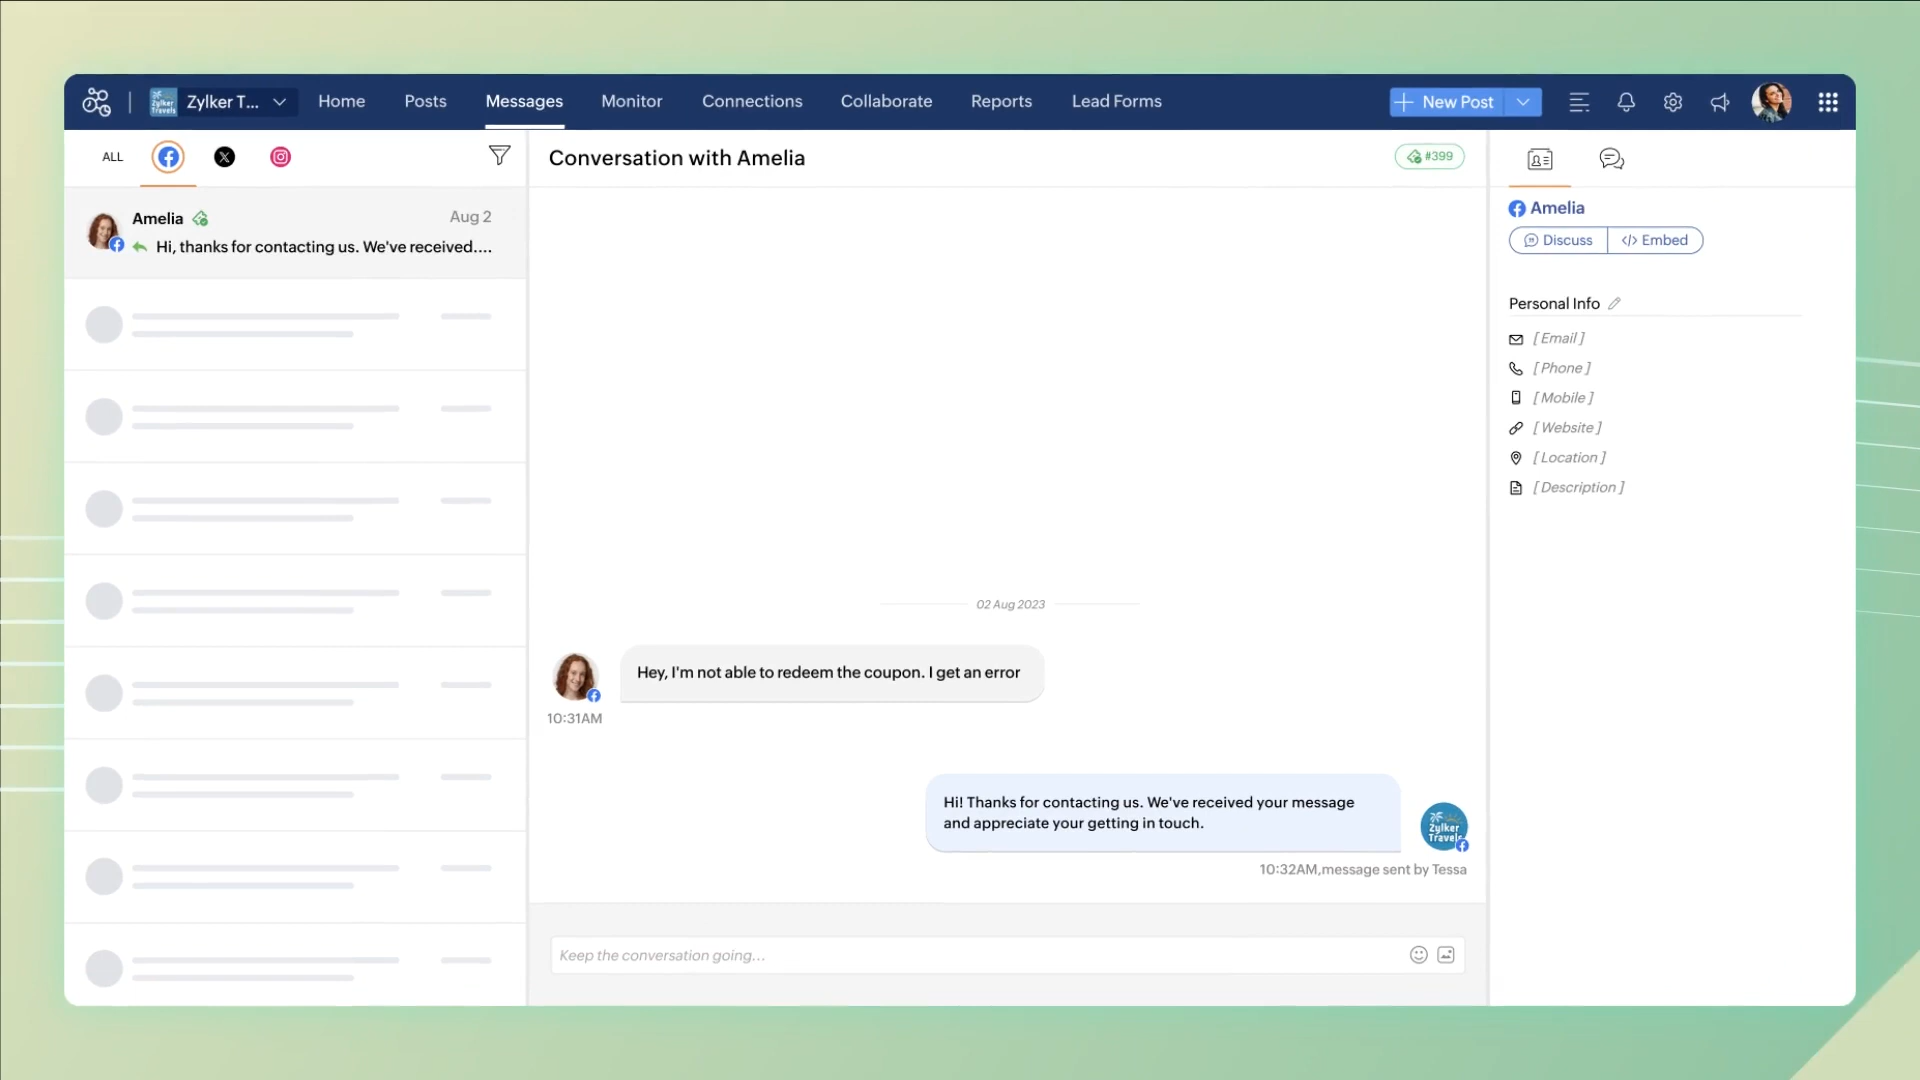 Zylker Travels
Zylker T...
Home
Posts
Messages
Monitor
Connections
Collaborate
Reports
Lead Forms
New Post
ALL
Conversation with Amelia
#399
Amelia
Aug 2
Hi, thanks for contacting us. We've received....
Amelia
Discuss
</> Embed
Personal Info
[ Email ]
[ Phone ]
[ Mobile ]
[ Website ]
[ Location ]
[ Description ]
02 Aug 2023
Hey, I'm not able to redeem the coupon. I get an error
10:31AM
Hi! Thanks for contacting us. We've received your message
and appreciate your getting in touch.
Zylker
Travels
10:32AM,message sent by Tessa
Keep the conversation going...